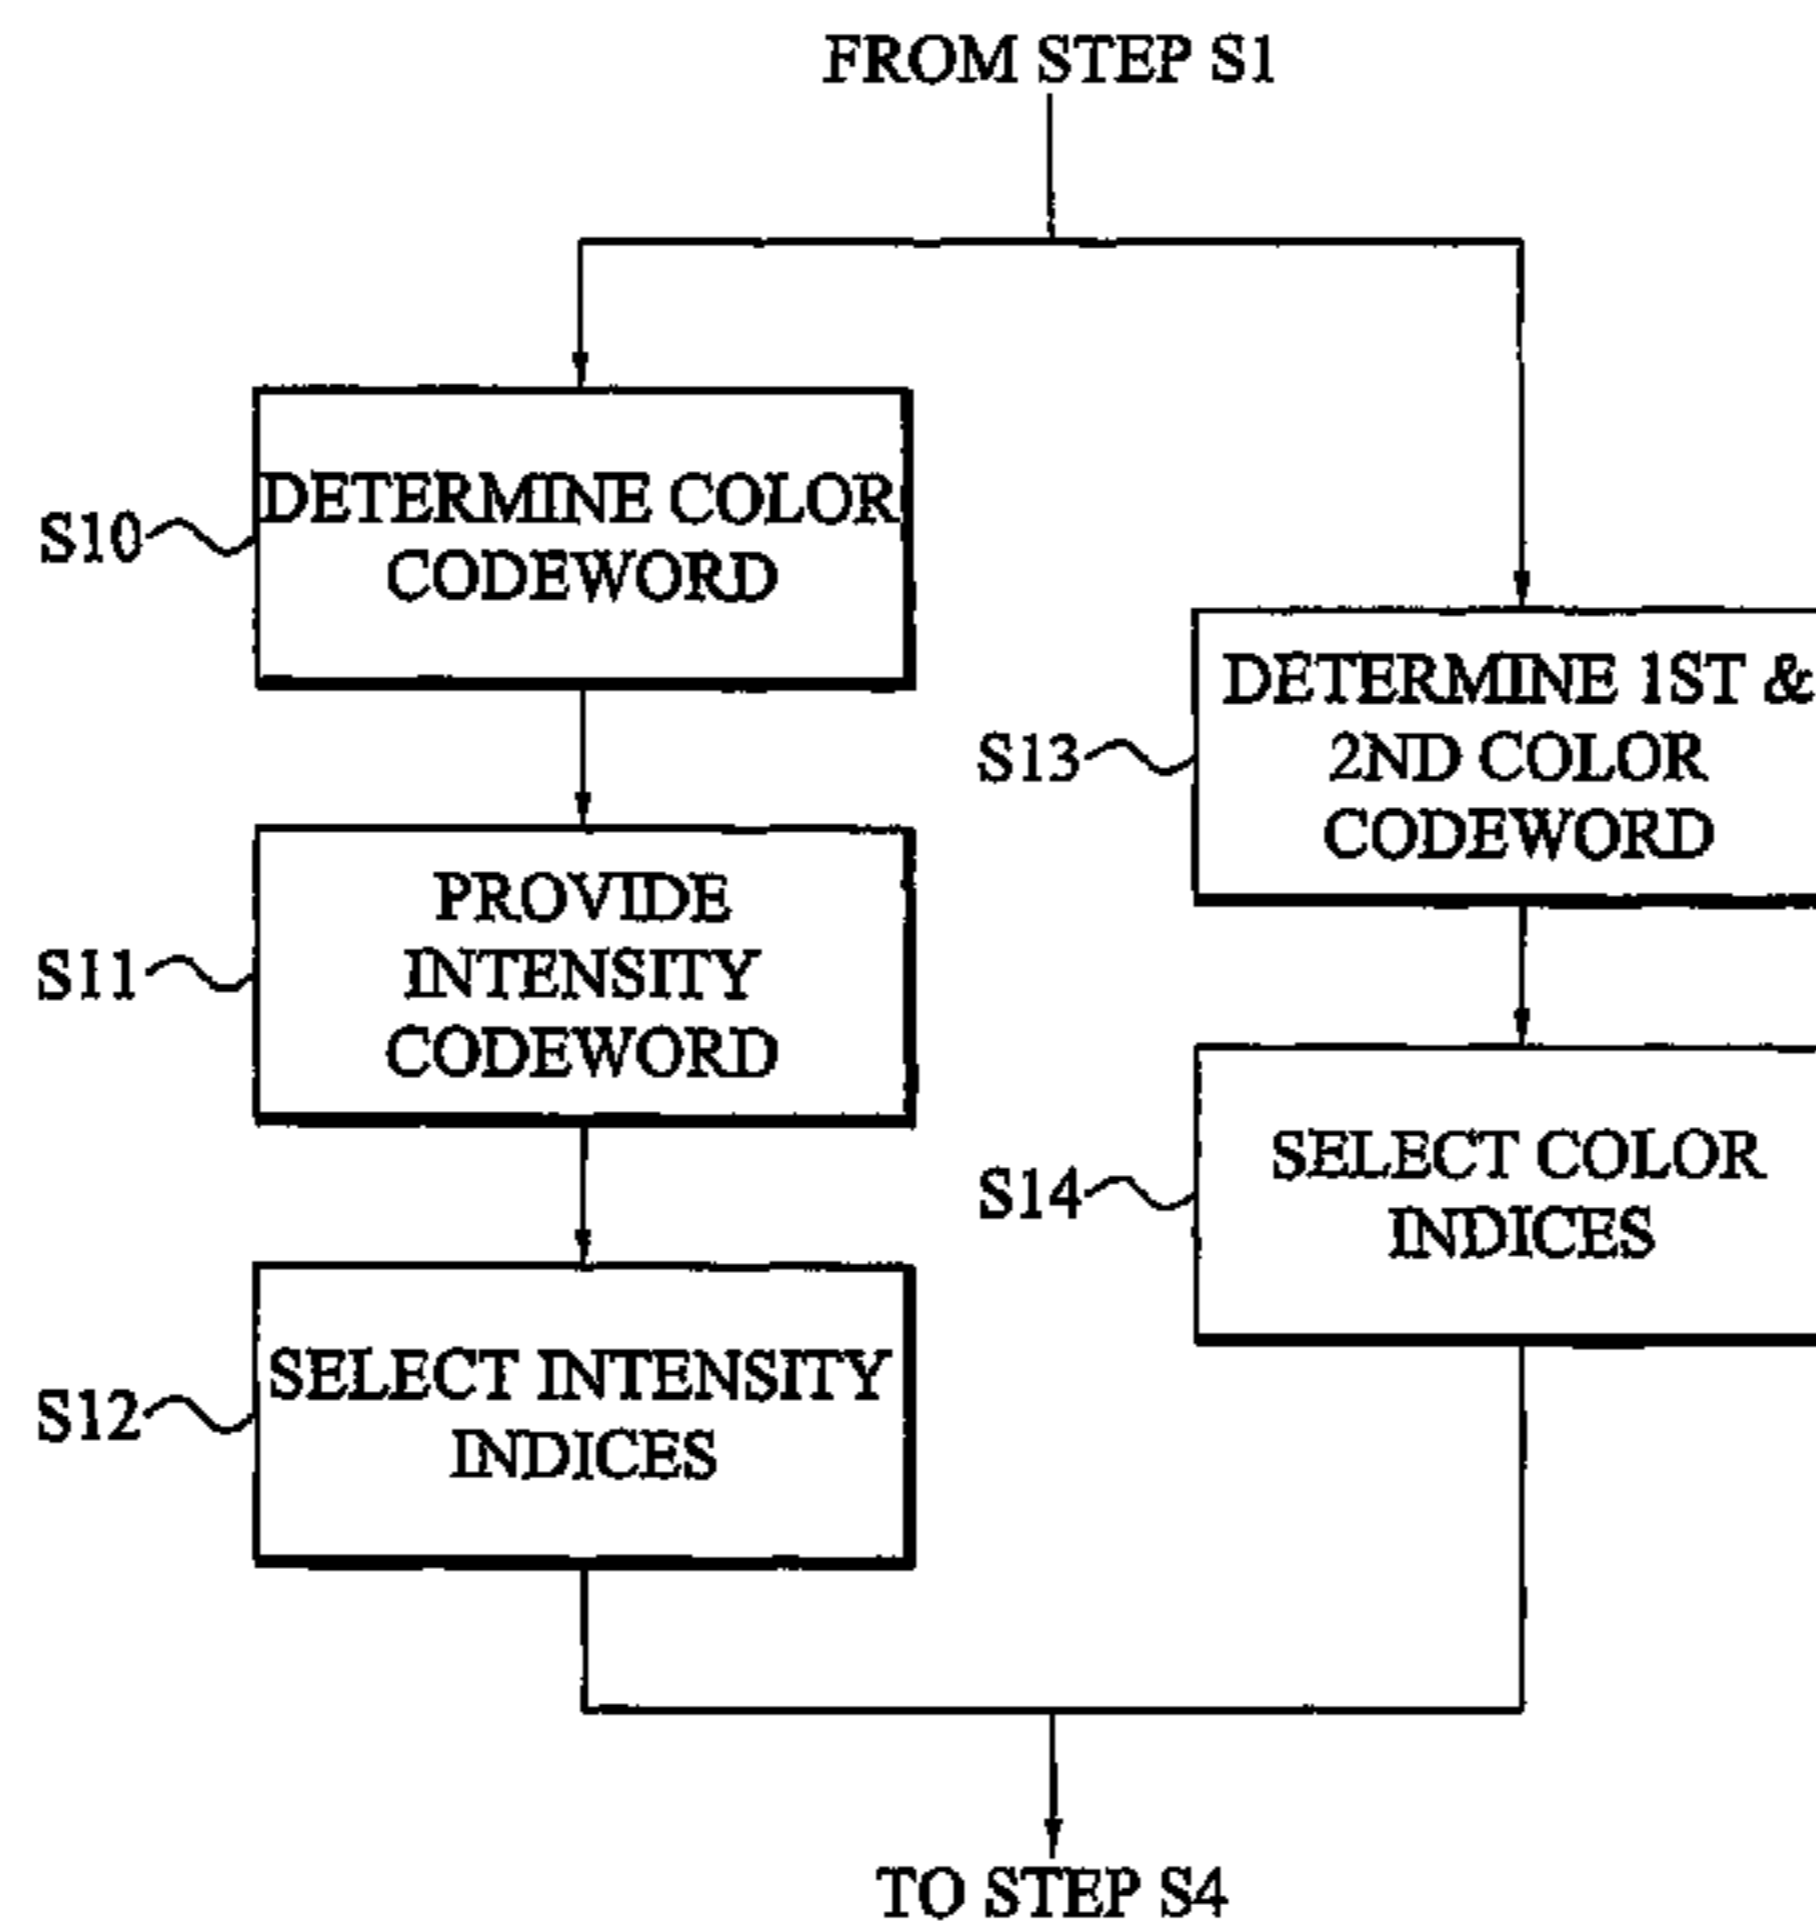 FROM STEP S1
S10
DETERMINE COLOR
CODEWORD
S11
PROVIDE
INTENSITY
CODEWORD
S12
SELECT INTENSITY
INDICES
S13
DETERMINE 1ST &
2ND COLOR
CODEWORD
S14
SELECT COLOR
INDICES
TO STEP S4